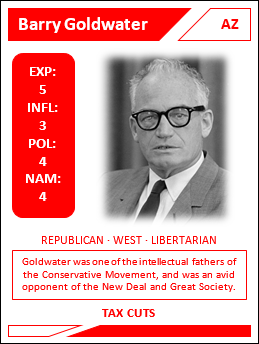 Barry Goldwater AZ
EXP:
5
INFL:
3
POL:
4
NAM:
4
REPUBLICAN · WEST · LIBERTARIAN
Goldwater was one of the intellectual fathers of
the Conservative Movement, and was an avid
opponent of the New Deal and Great Society.
TAX CUTS